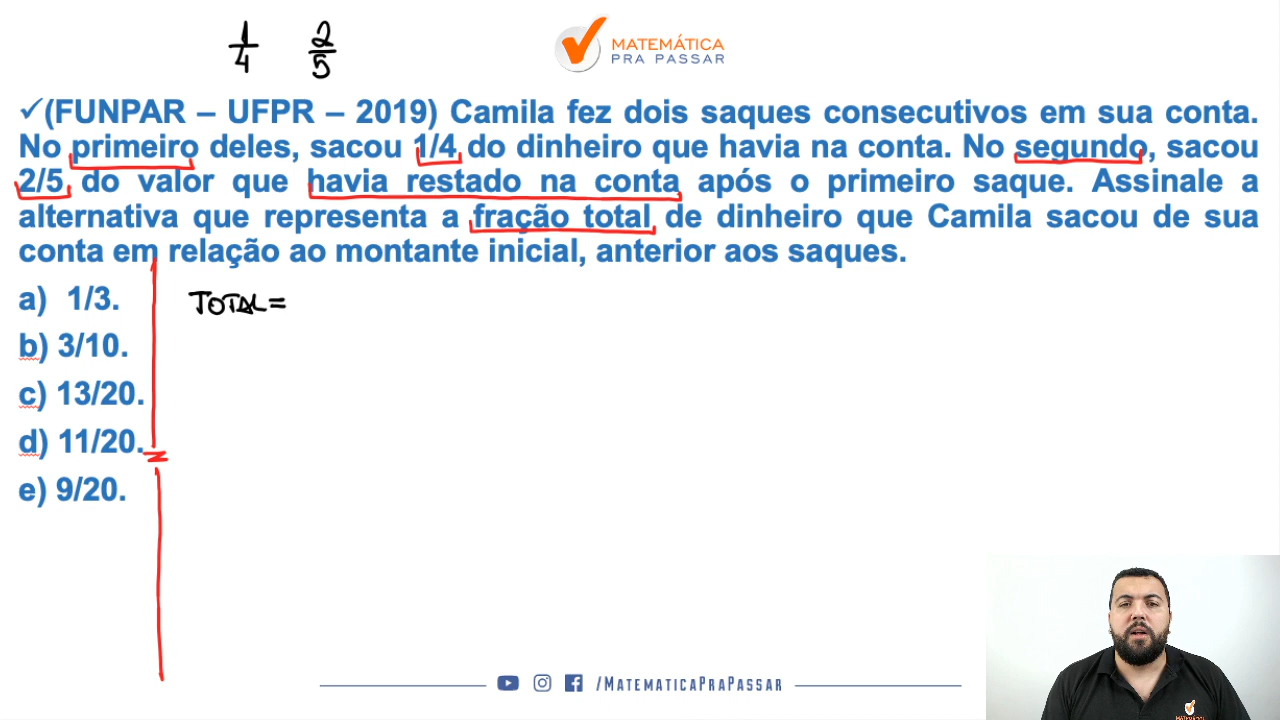 1/4 2/5
MATEMÁTICA
PRA PASSAR
✓(FUNPAR – UFPR – 2019) Camila fez dois saques consecutivos em sua conta.
No primeiro deles, sacou 1/4 do dinheiro que havia na conta. No segundo, sacou
2/5 do valor que havia restado na conta após o primeiro saque. Assinale a
alternativa que representa a fração total de dinheiro que Camila sacou de sua
conta em relação ao montante inicial, anterior aos saques.
a) 1/3.
TOTAL=
b) 3/10.
c) 13/20.
d) 11/20.
e) 9/20.
/MATEMATICAPRAPASSAR
MATEMÁTICA